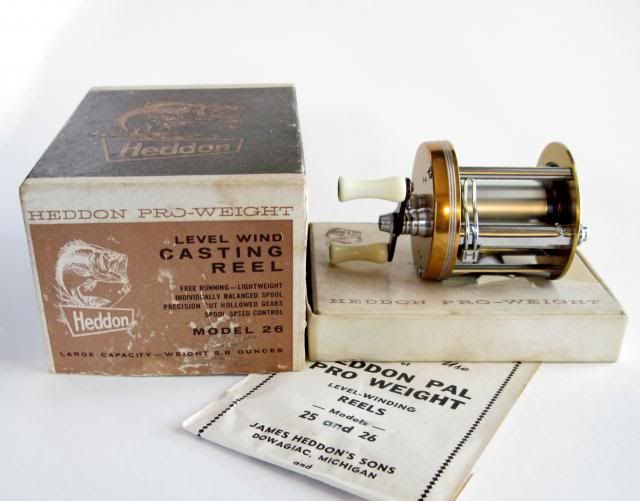 Heddon
HEDDON PRO-WEIGHT
LEVEL WIND
CASTING
REEL
FREE RUNNING—LIGHTWEIGHT
INDIVIDUALLY BALANCED SPOOL
PRECISION CUT HOLLOWED GEARS
SPOOL SPEED CONTROL
MODEL 26
Heddon
LARGE CAPACITY — WEIGHT 5.8 OUNCES
HEDDON PRO-WEIGHT
Use
of
HEDDON PAL
PRO WEIGHT
LEVEL-WINDING
REELS
— Models —
25 and 26
JAMES HEDDON'S SONS
DOWAGIAC, MICHIGAN
and